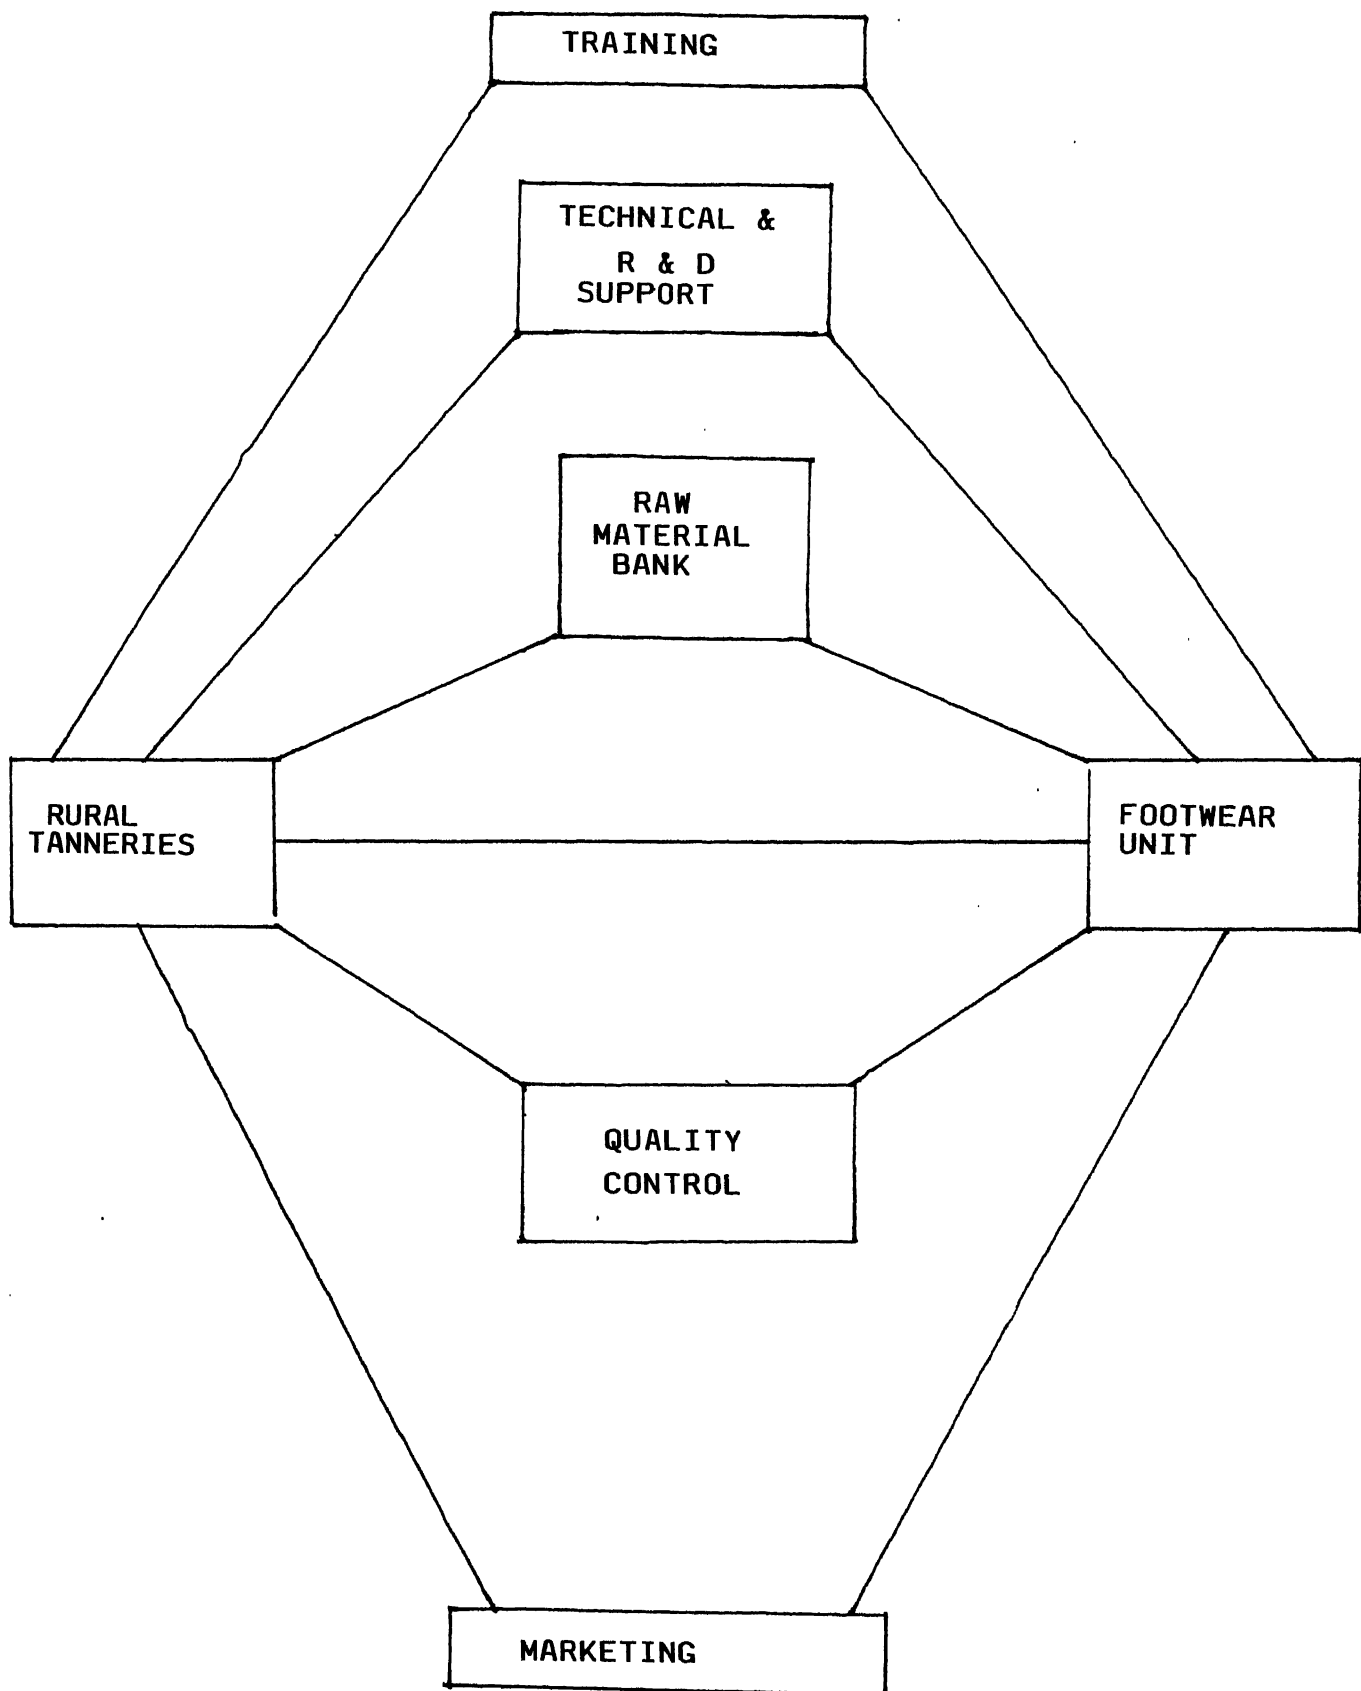 TRAINING
TECHNICAL &
R & D
SUPPORT
RAW
MATERIAL
BANK
RURAL
TANNERIES
FOOTWEAR
UNIT
QUALITY
CONTROL
MARKETING